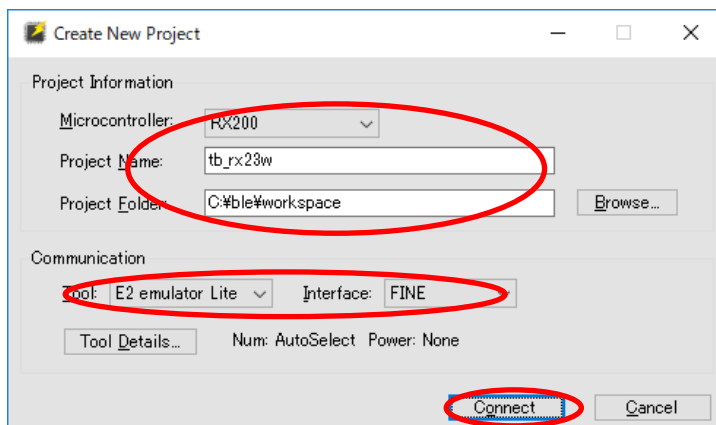 Create New Project
Project Information
Microcontroller: RX200
Project Name: tb_rx23w
Project Folder: C:¥ble¥workspace Browse...
Communication
Tool: E2 emulator Lite Interface: FINE
Tool Details... Num: AutoSelect Power: None
Connect Cancel